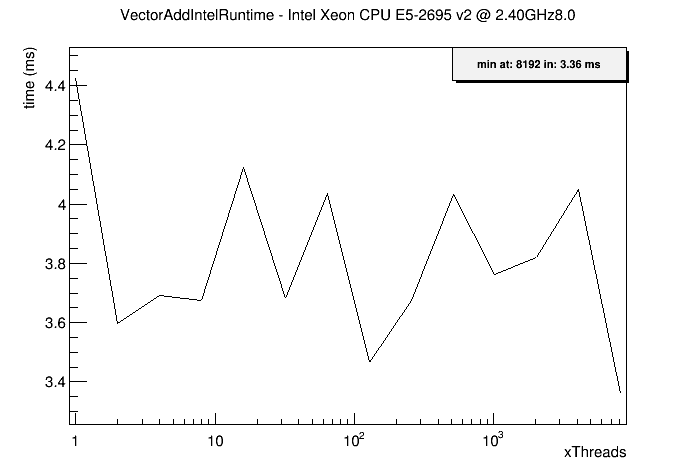 VectorAddIntelRuntime - Intel Xeon CPU E5-2695 v2 @ 2.40GHz8.0
time (ms)
min at: 8192 in: 3.36 ms
4.4
4.2
4
3.8
3.6
3.4
1 10 10² 10³
xThreads